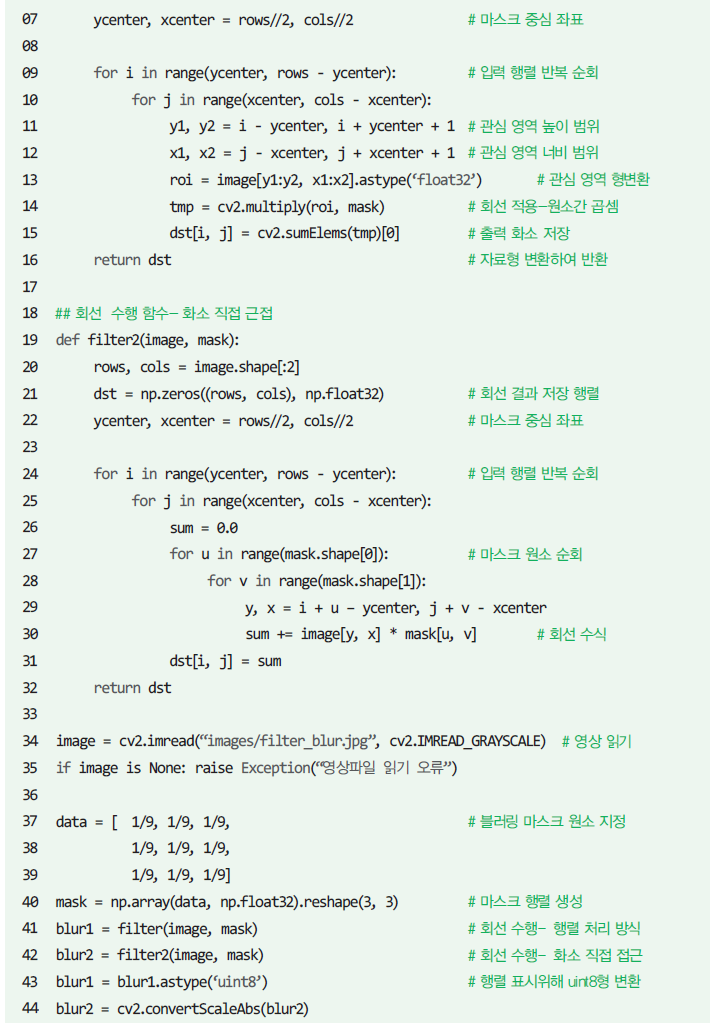 07 ycenter, xcenter = rows//2, cols//2 # 마스크 중심 좌표
08
09 for i in range(ycenter, rows - ycenter): # 입력 행렬 반복 순회
10 for j in range(xcenter, cols - xcenter):
11 y1, y2 = i - ycenter, i + ycenter + 1 # 관심 영역 높이 범위
12 x1, x2 = j - xcenter, j + xcenter + 1 # 관심 영역 너비 범위
13 roi = image[y1:y2, x1:x2].astype(‘float32’) # 관심 영역 형변환
14 tmp = cv2.multiply(roi, mask) # 회선 적용-원소간 곱셈
15 dst[i, j] = cv2.sumElems(tmp)[0] # 출력 화소 저장
16 return dst # 자료형 변환하여 반환
17
18 ## 회선 수행 함수- 화소 직접 근접
19 def filter2(image, mask):
20 rows, cols = image.shape[:2]
21 dst = np.zeros((rows, cols), np.float32) # 회선 결과 저장 행렬
22 ycenter, xcenter = rows//2, cols//2 # 마스크 중심 좌표
23
24 for i in range(ycenter, rows - ycenter): # 입력 행렬 반복 순회
25 for j in range(xcenter, cols - xcenter):
26 sum = 0.0
27 for u in range(mask.shape[0]): # 마스크 원소 순회
28 for v in range(mask.shape[1]):
29 y, x = i + u – ycenter, j + v - xcenter
30 sum += image[y, x] * mask[u, v] # 회선 수식
31 dst[i, j] = sum
32 return dst
33
34 image = cv2.imread(“images/filter_blur.jpg”, cv2.IMREAD_GRAYSCALE) # 영상 읽기
35 if image is None: raise Exception(“영상파일 읽기 오류”)
36
37 data = [ 1/9, 1/9, 1/9, # 블러링 마스크 원소 지정
38 1/9, 1/9, 1/9,
39 1/9, 1/9, 1/9]
40 mask = np.array(data, np.float32).reshape(3, 3) # 마스크 행렬 생성
41 blur1 = filter(image, mask) # 회선 수행- 행렬 처리 방식
42 blur2 = filter2(image, mask) # 회선 수행- 화소 직접 접근
43 blur1 = blur1.astype(‘uint8’) # 행렬 표시위해 uint8형 변환
44 blur2 = cv2.convertScaleAbs(blur2)